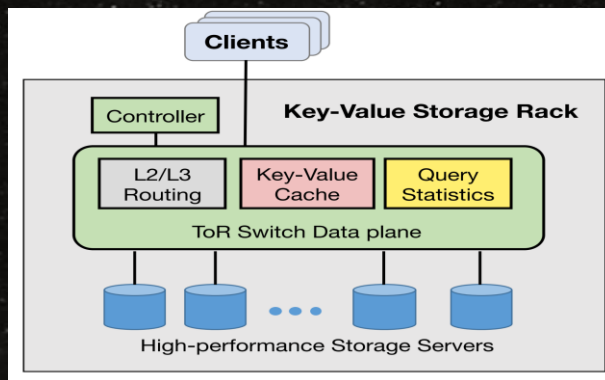 Clients
Key-Value Storage Rack
Controller
L2/L3
Routing
Key-Value
Cache
Query
Statistics
ToR Switch Data plane
High-performance Storage Servers